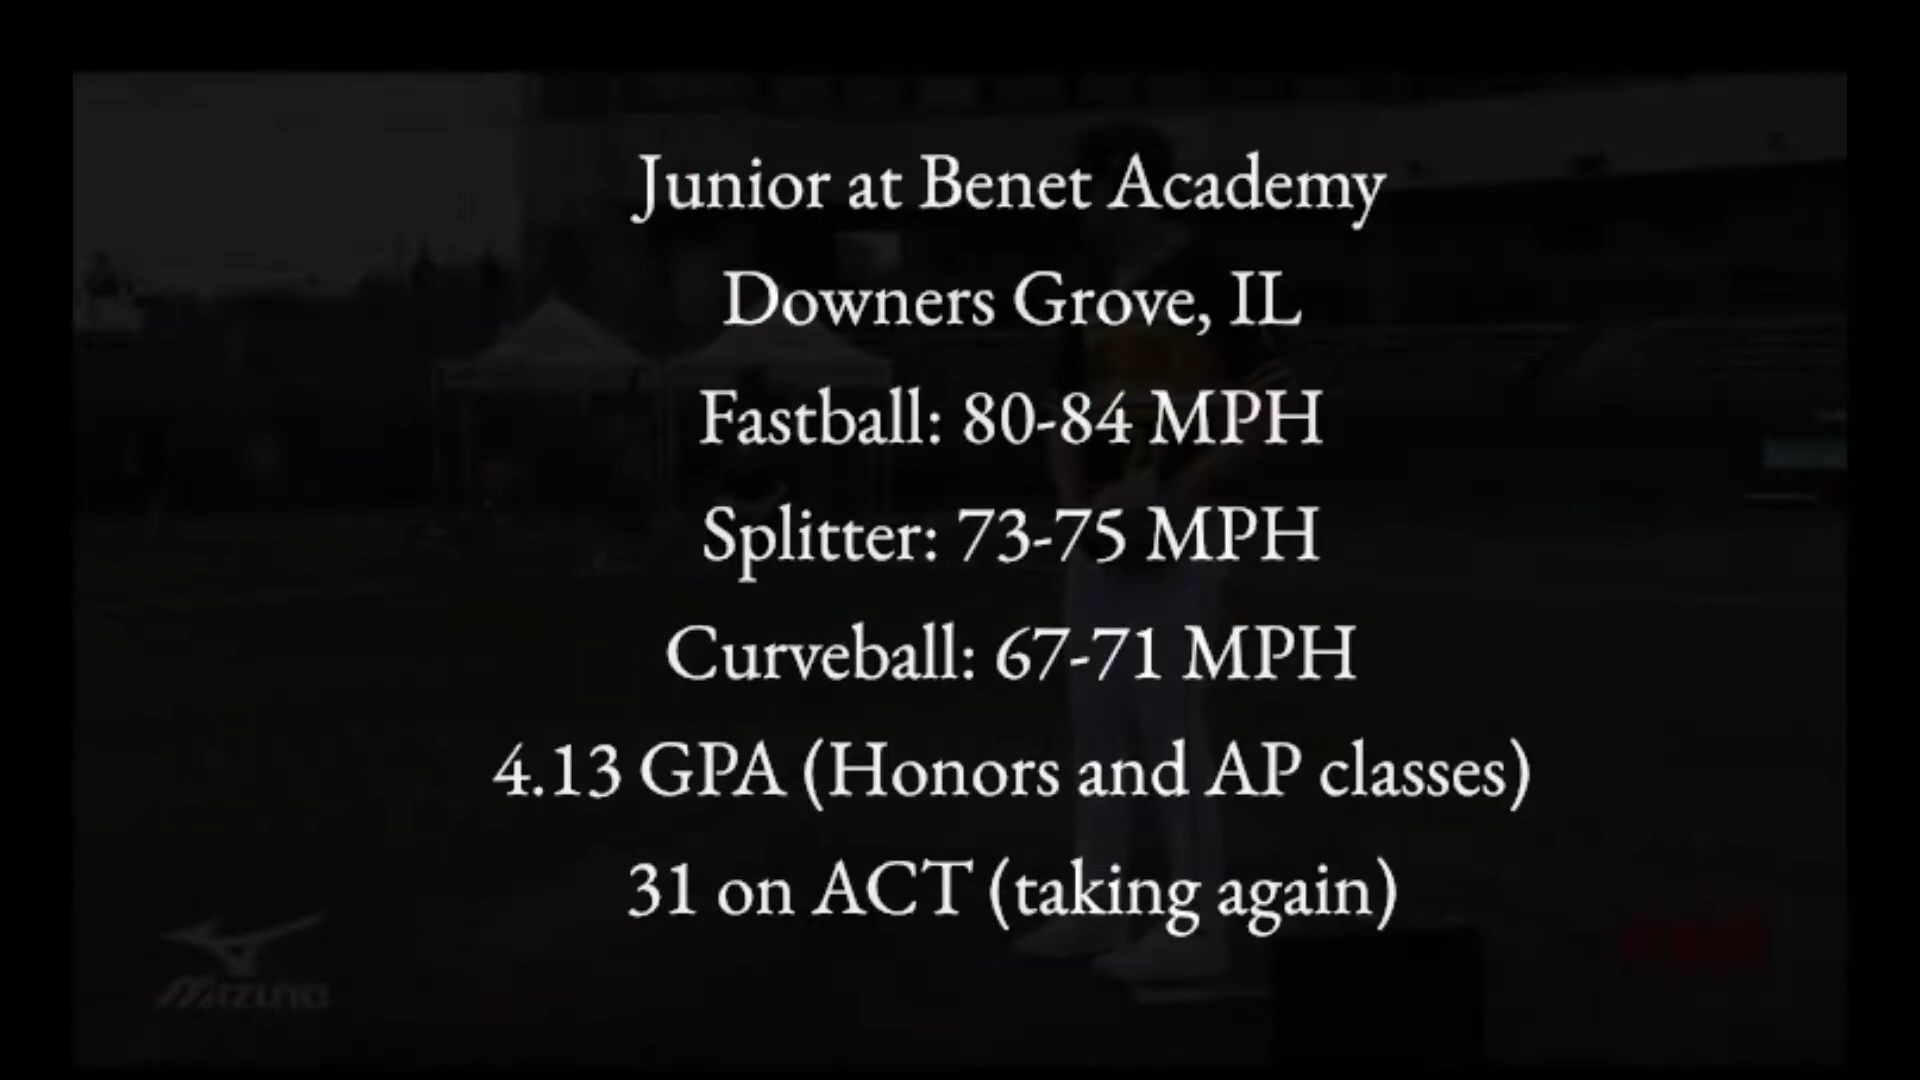 Junior at Benet Academy
Downers Grove, IL
Fastball: 80-84 MPH
Splitter: 73-75 MPH
Curveball: 67-71 MPH
4.13 GPA (Honors and AP classes)
31 on ACT (taking again)
MIZUNO